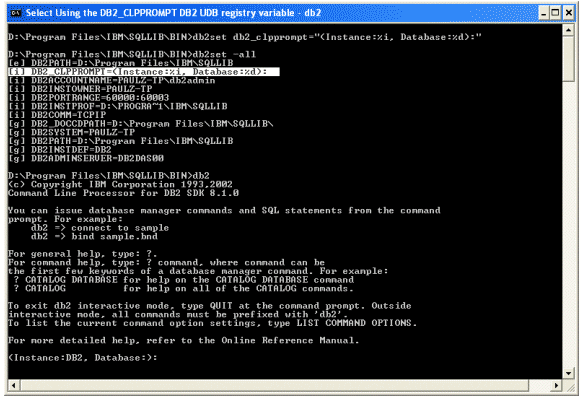 Select Using the DB2_CLPPROMPT DB2 UDB registry variable - db2
D:\Program Files\IBM\SQLLIB\BIN>db2set db2_clpprompt="(Instance:%i, Database:%d):"
D:\Program Files\IBM\SQLLIB\BIN>db2set -all
[e] DB2PATH=D:\Program Files\IBM\SQLLIB
[i] DB2_CLPPROMPT=(Instance:%i, Database:%d):
[i] DB2ACCOUNTNAME=PAULZ-TP\db2admin
[i] DB2INSTOWNER=PAULZ-TP
[i] DB2PORTRANGE=60000:60003
[i] DB2INSTPROF=D:\PROGRA~1\IBM\SQLLIB
[i] DB2COMM=TCPIP
[g] DB2_DOCCDPATH=D:\Program Files\IBM\SQLLIB\
[g] DB2SYSTEM=PAULZ-TP
[g] DB2PATH=D:\Program Files\IBM\SQLLIB
[g] DB2INSTDEF=DB2
[g] DB2ADMINSERVER=DB2DAS00
D:\Program Files\IBM\SQLLIB\BIN>db2
(c) Copyright IBM Corporation 1993,2002
Command Line Processor for DB2 SDK 8.1.0
You can issue database manager commands and SQL statements from the command
prompt. For example:
db2 => connect to sample
db2 => bind sample.bnd
For general help, type: ?.
For command help, type: ? command, where command can be
the first few keywords of a database manager command. For example:
? CATALOG DATABASE for help on the CATALOG DATABASE command
? CATALOG for help on all of the CATALOG commands.
To exit db2 interactive mode, type QUIT at the command prompt. Outside
interactive mode, all commands must be prefixed with 'db2'.
To list the current command option settings, type LIST COMMAND OPTIONS.
For more detailed help, refer to the Online Reference Manual.
(Instance:DB2, Database:):